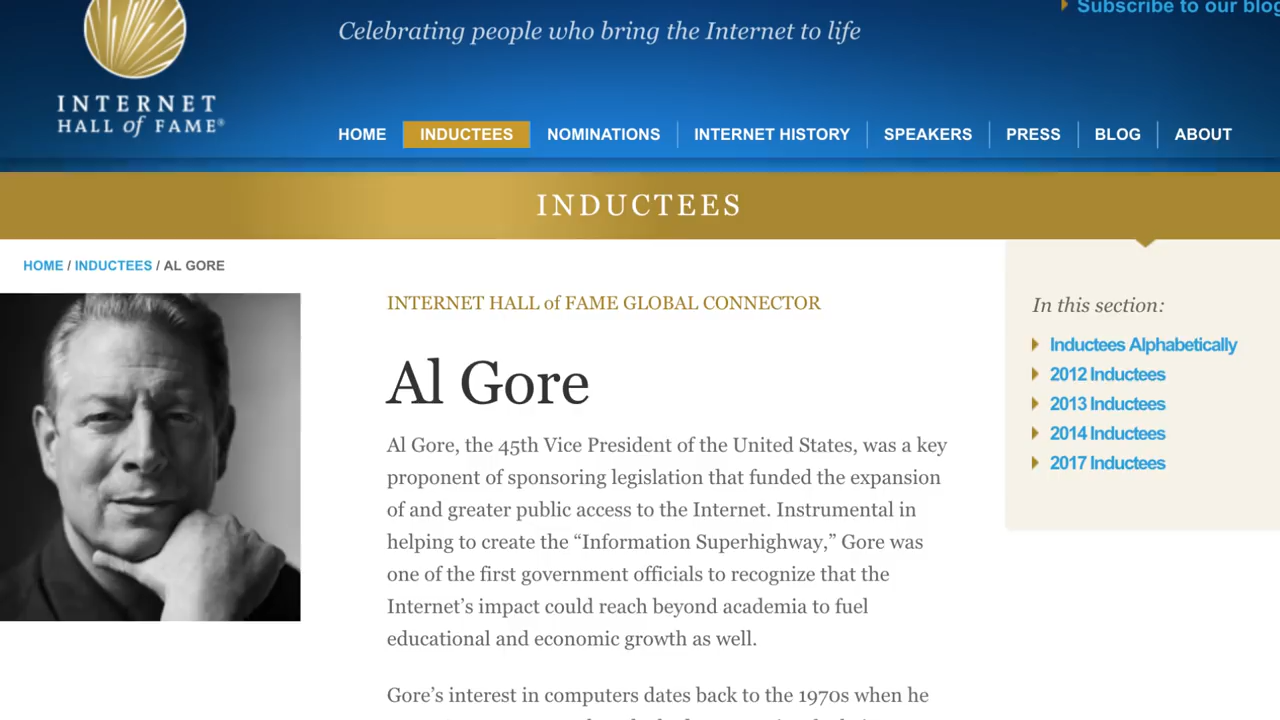 Subscribe to our blog
Celebrating people who bring the Internet to life
INTERNET
HALL of FAME®
HOME INDUCTEES NOMINATIONS INTERNET HISTORY SPEAKERS PRESS BLOG ABOUT
INDUCTEES
HOME / INDUCTEES / AL GORE
INTERNET HALL of FAME GLOBAL CONNECTOR
Al Gore
Al Gore, the 45th Vice President of the United States, was a key
proponent of sponsoring legislation that funded the expansion
of and greater public access to the Internet. Instrumental in
helping to create the “Information Superhighway,” Gore was
one of the first government officials to recognize that the
Internet’s impact could reach beyond academia to fuel
educational and economic growth as well.
Gore’s interest in computers dates back to the 1970s when he
In this section:
Inductees Alphabetically
2012 Inductees
2013 Inductees
2014 Inductees
2017 Inductees